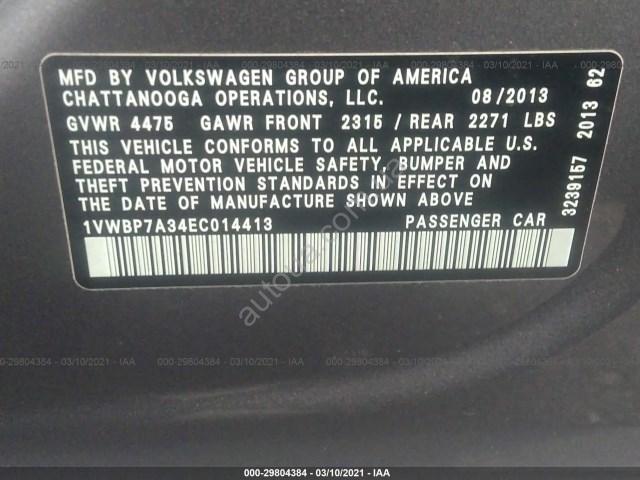 MFD BY VOLKSWAGEN GROUP OF AMERICA
CHATTANOOGA OPERATIONS, LLC. 08/2013
GVWR 4475 GAWR FRONT 2315 / REAR 2271 LBS
THIS VEHICLE CONFORMS TO ALL APPLICABLE U.S.
FEDERAL MOTOR VEHICLE SAFETY, BUMPER AND
THEFT PREVENTION STANDARDS IN EFFECT ON
THE DATE OF MANUFACTURE SHOWN ABOVE
1VWBP7A34EC014413 PASSENGER CAR
3239157 2013 62
000-29804384 - 03/10/2021 - IAA